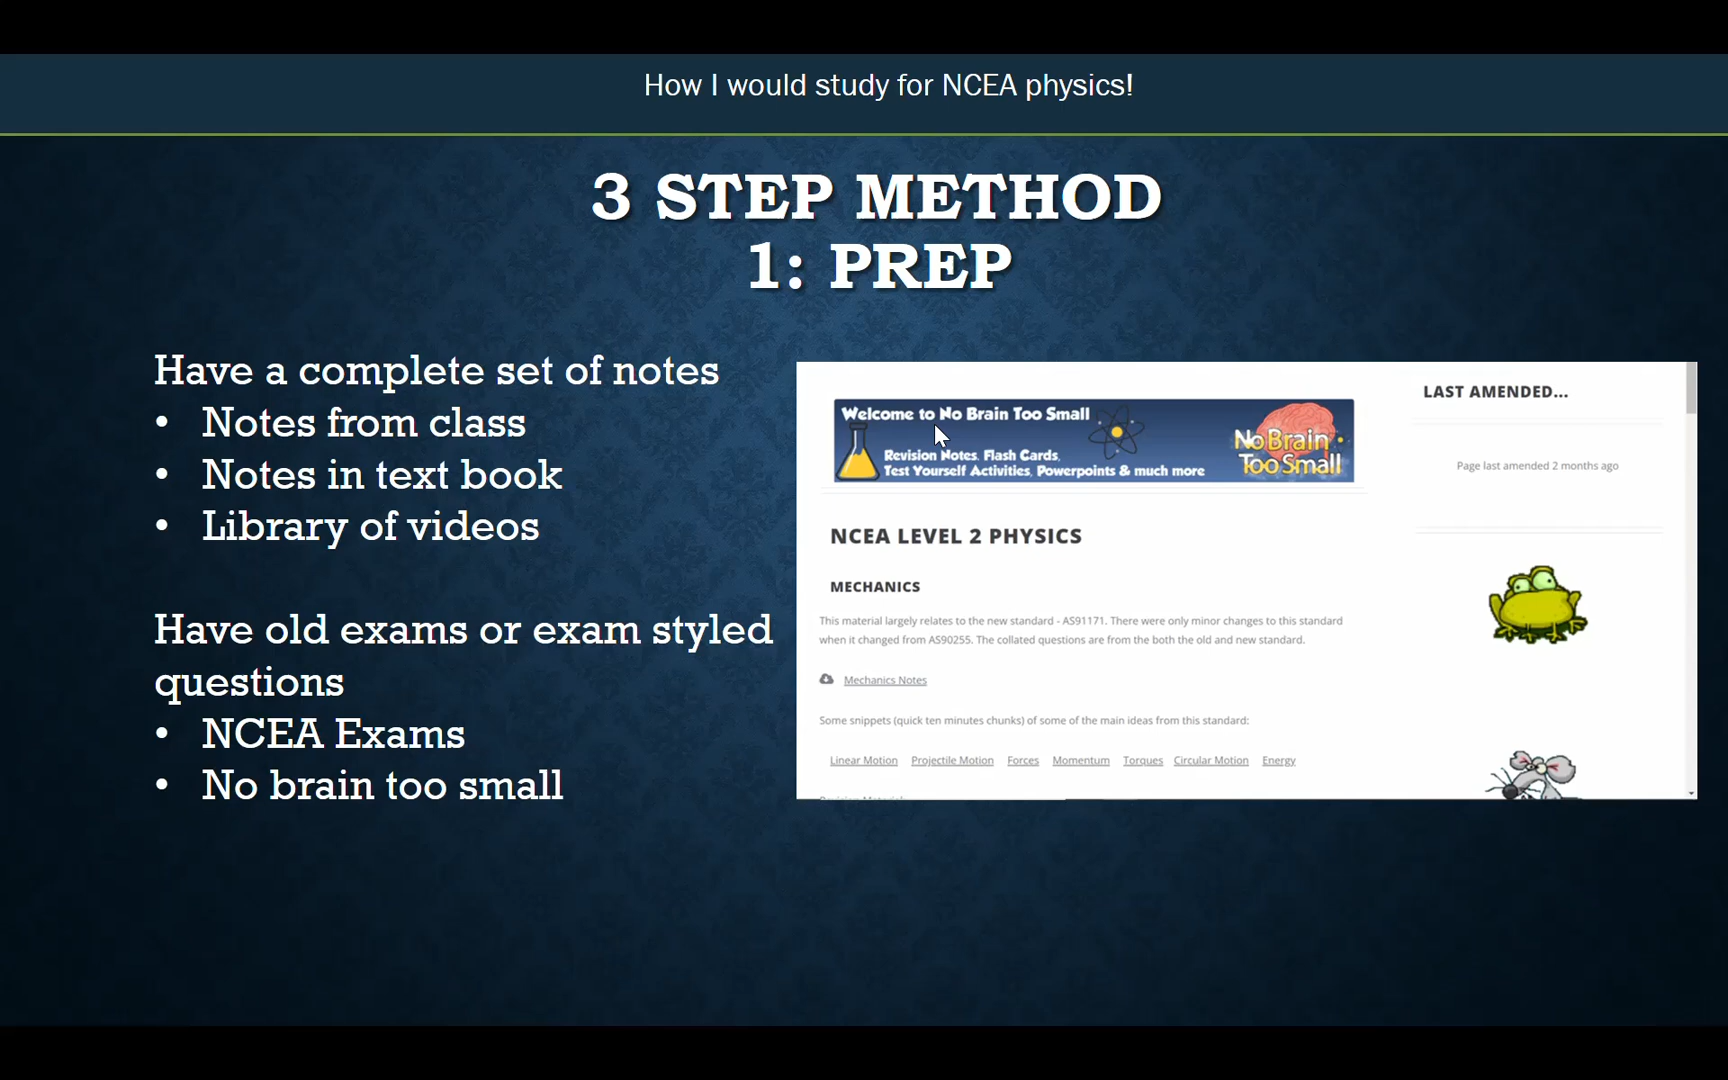 How I would study for NCEA physics!
3 STEP METHOD
1: PREP
Have a complete set of notes
• Notes from class
• Notes in text book
• Library of videos
Have old exams or exam styled
questions
• NCEA Exams
• No brain too small
Welcome to No Brain Too Small
Revision Notes, Flash Cards,
Test Yourself Activities, Powerpoints & much more
No Brain
Too Small
NCEA LEVEL 2 PHYSICS
MECHANICS
This material largely relates to the new standard - AS91171. There were only minor changes to this standard
when it changed from AS90255. The collated questions are from the both the old and new standard.
Mechanics Notes
Some snippets (quick ten minutes chunks) of some of the main ideas from this standard:
Linear Motion Projectile Motion Forces Momentum Torques Circular Motion Energy
LAST AMENDED...
Page last amended 2 months ago